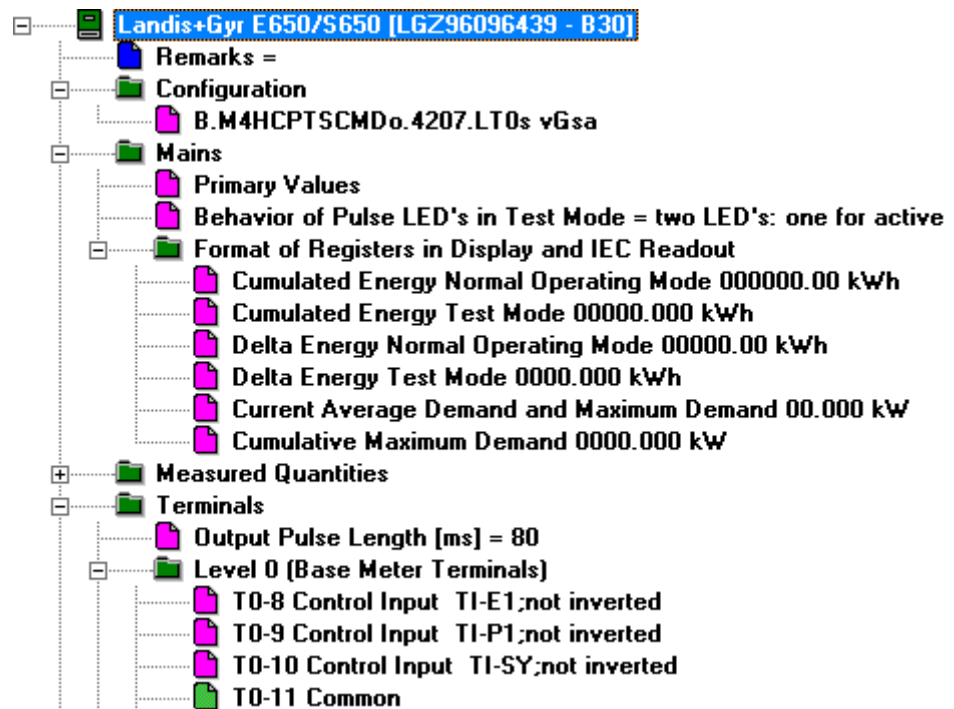 Landis+Gyr E650/S650 [LGZ96096439 - B30]
Remarks =
Configuration
B.M4HCPTSCMDo.4207.LT0s vGsa
Mains
Primary Values
Behavior of Pulse LED's in Test Mode = two LED's: one for active
Format of Registers in Display and IEC Readout
Cumulated Energy Normal Operating Mode 000000.00 kWh
Cumulated Energy Test Mode 00000.000 kWh
Delta Energy Normal Operating Mode 00000.00 kWh
Delta Energy Test Mode 0000.000 kWh
Current Average Demand and Maximum Demand 00.000 kW
Cumulative Maximum Demand 0000.000 kW
Measured Quantities
Terminals
Output Pulse Length [ms] = 80
Level 0 (Base Meter Terminals)
T0-8 Control Input  TI-E1;not inverted
T0-9 Control Input  TI-P1;not inverted
T0-10 Control Input  TI-SY;not inverted
T0-11 Common